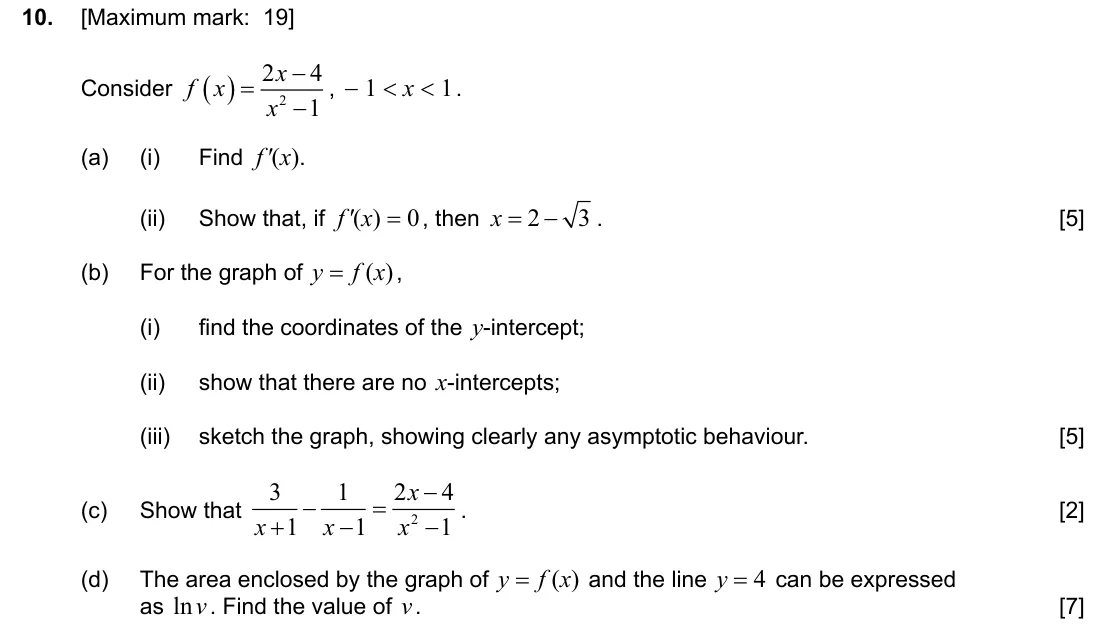 10. [Maximum mark: 19]
Consider f(x) = \frac{2x − 4}{x² − 1}, − 1 < x < 1.
(a) (i) Find f′(x).
(ii) Show that, if f′(x) = 0, then x = 2 − √3. [5]
(b) For the graph of y = f(x),
(i) find the coordinates of the y-intercept;
(ii) show that there are no x-intercepts;
(iii) sketch the graph, showing clearly any asymptotic behaviour. [5]
(c) Show that \frac{3}{x + 1} − \frac{1}{x − 1} = \frac{2x − 4}{x² − 1}. [2]
(d) The area enclosed by the graph of y = f(x) and the line y = 4 can be expressed
as ln v. Find the value of v. [7]